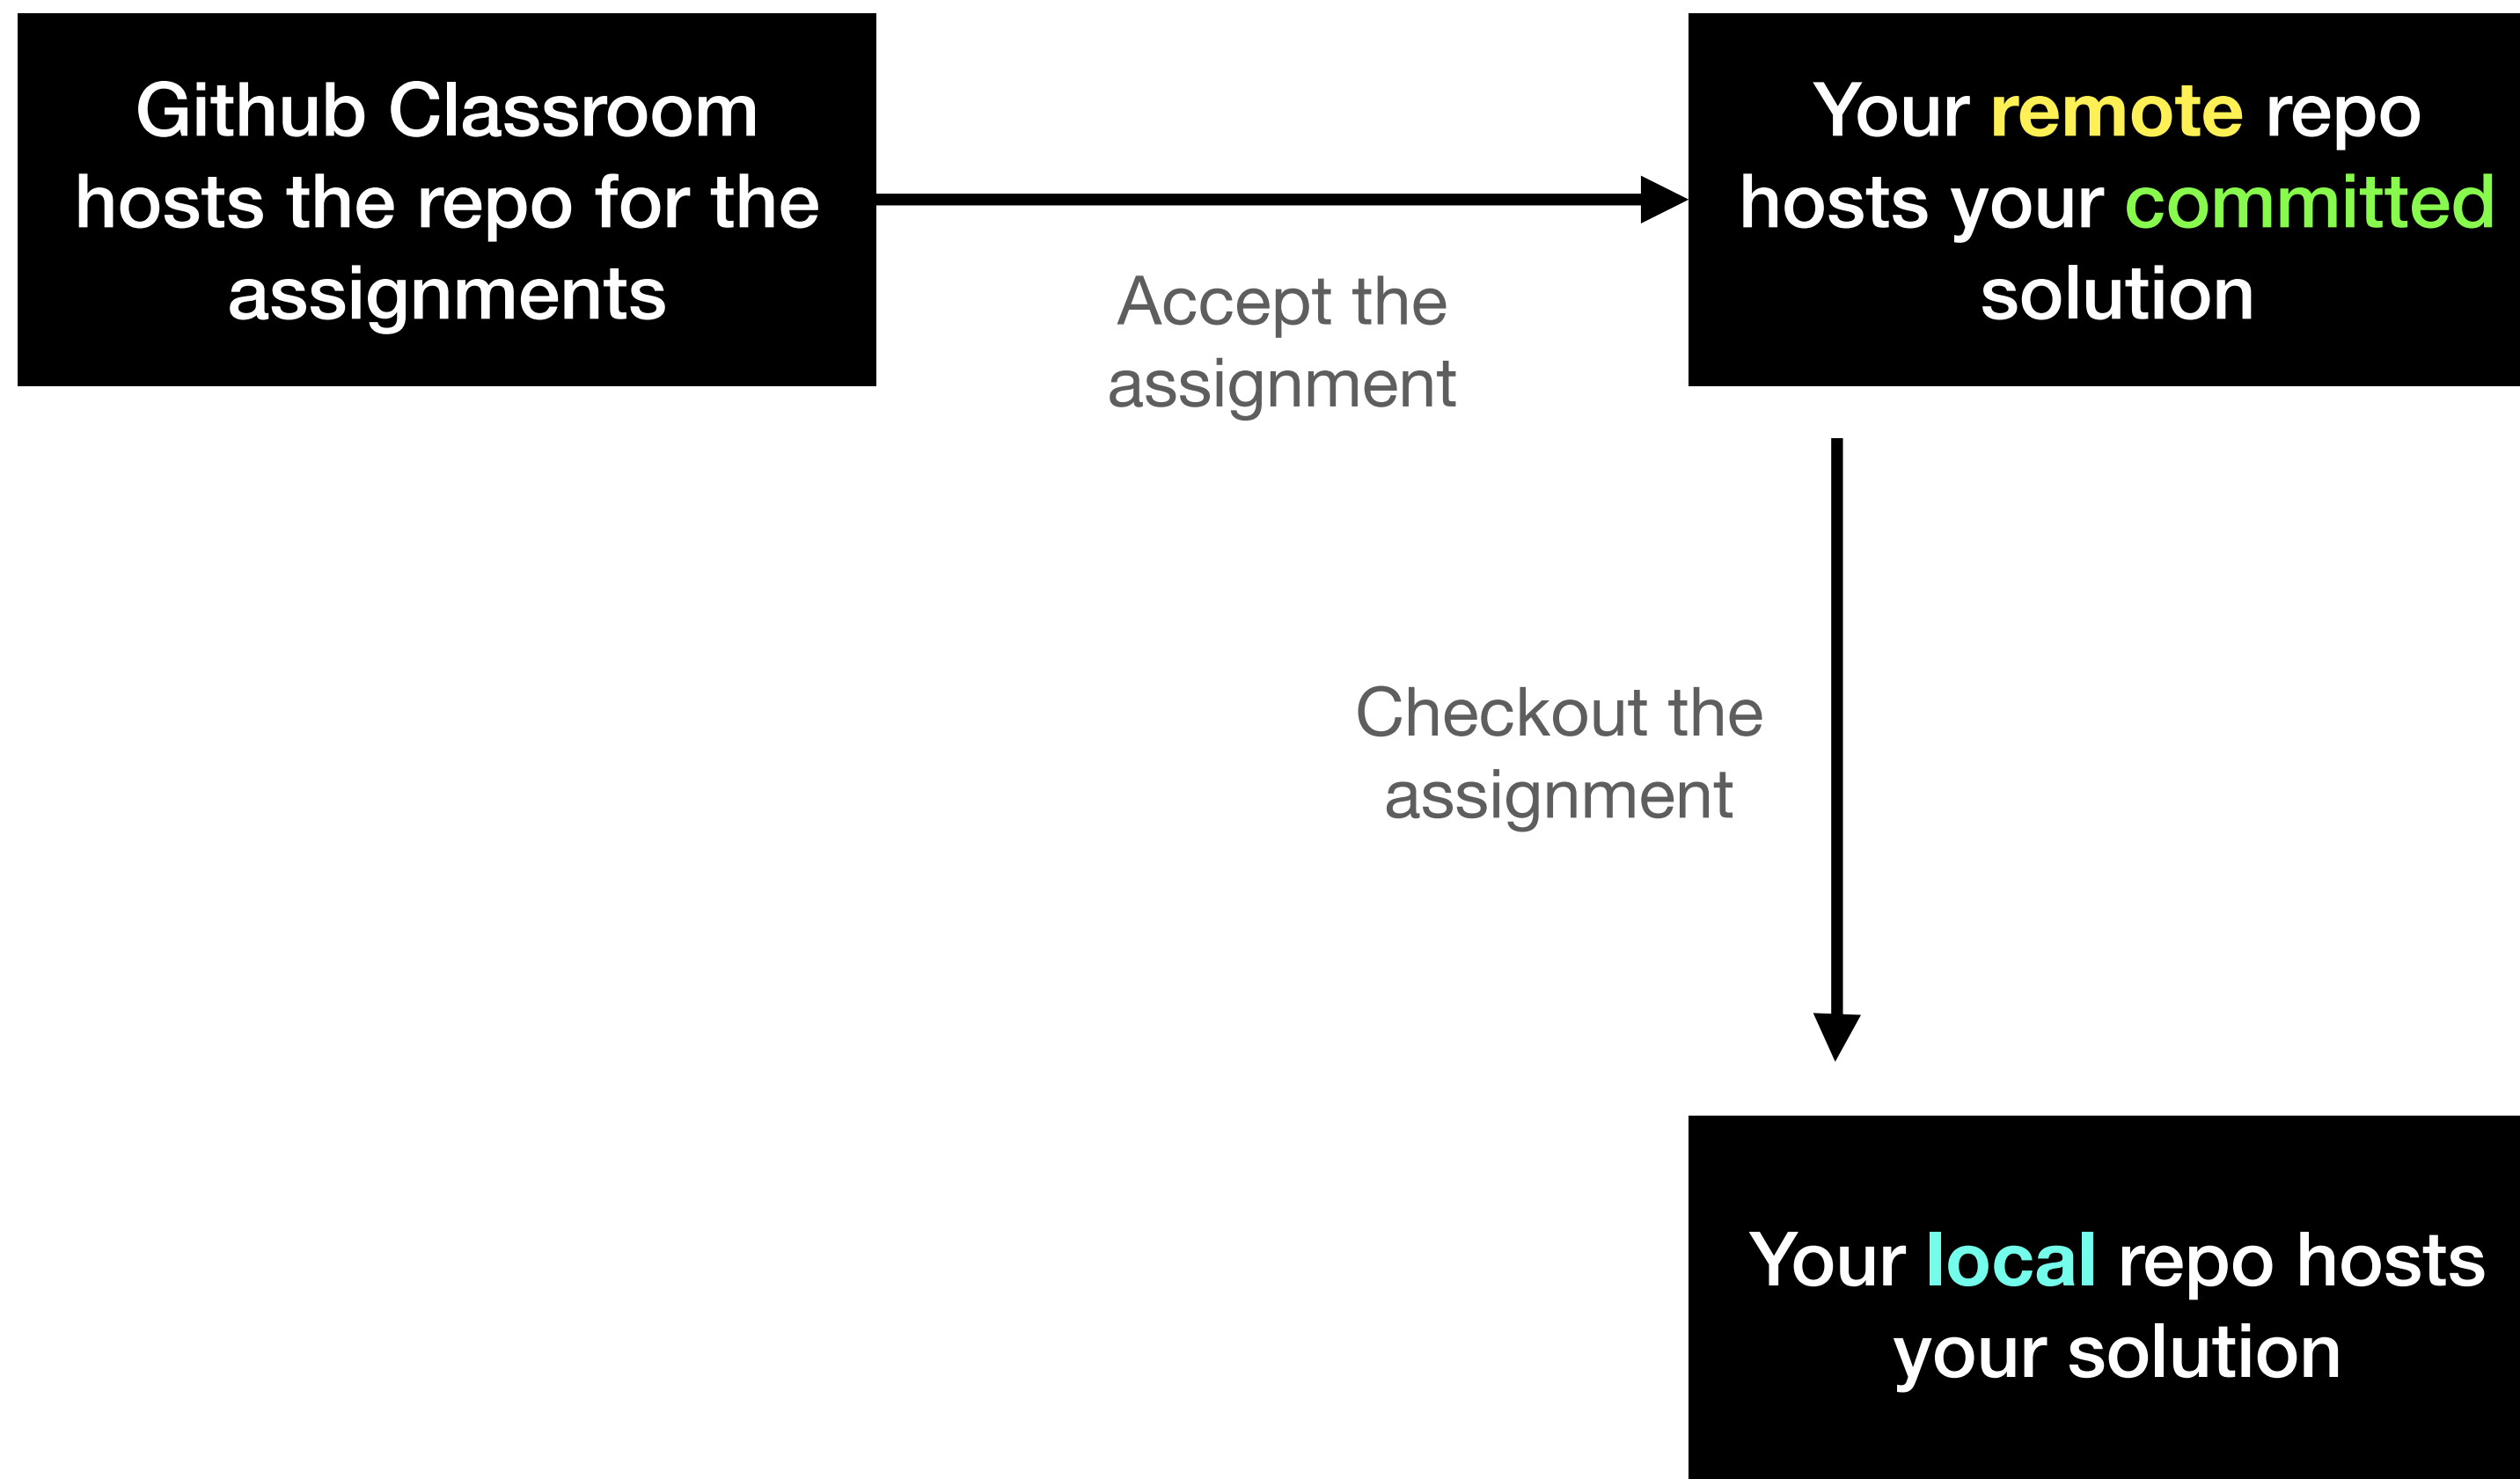 Github Classroom
hosts the repo for the
assignments
Accept the
assignment
Your remote repo
hosts your committed
solution
Checkout the
assignment
Your local repo hosts
your solution